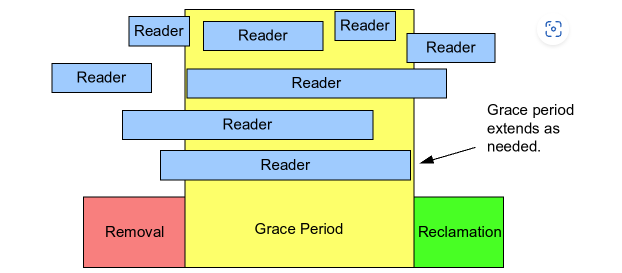 Reader
Reader
Reader
Reader
Reader
Reader
Reader
Reader
Grace period
extends as
needed.
Removal
Grace Period
Reclamation